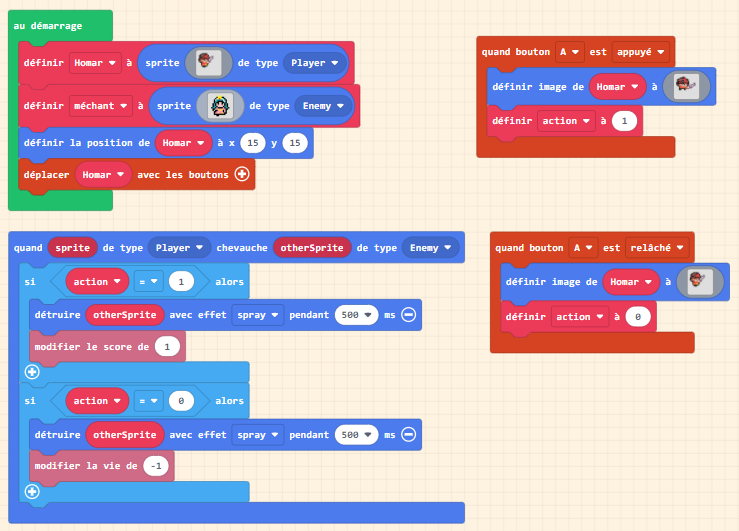 au démarrage
définir Homar à sprite de type Player
définir méchant à sprite de type Enemy
définir la position de Homar à x 15 y 15
déplacer Homar avec les boutons
quand bouton A est appuyé
définir image de Homar à
définir action à 1
quand sprite de type Player chevauche otherSprite de type Enemy
si action = 1 alors
détruire otherSprite avec effet spray pendant 500 ms
modifier le score de 1
si action = 0 alors
détruire otherSprite avec effet spray pendant 500 ms
modifier la vie de -1
quand bouton A est relâché
définir image de Homar à
définir action à 0